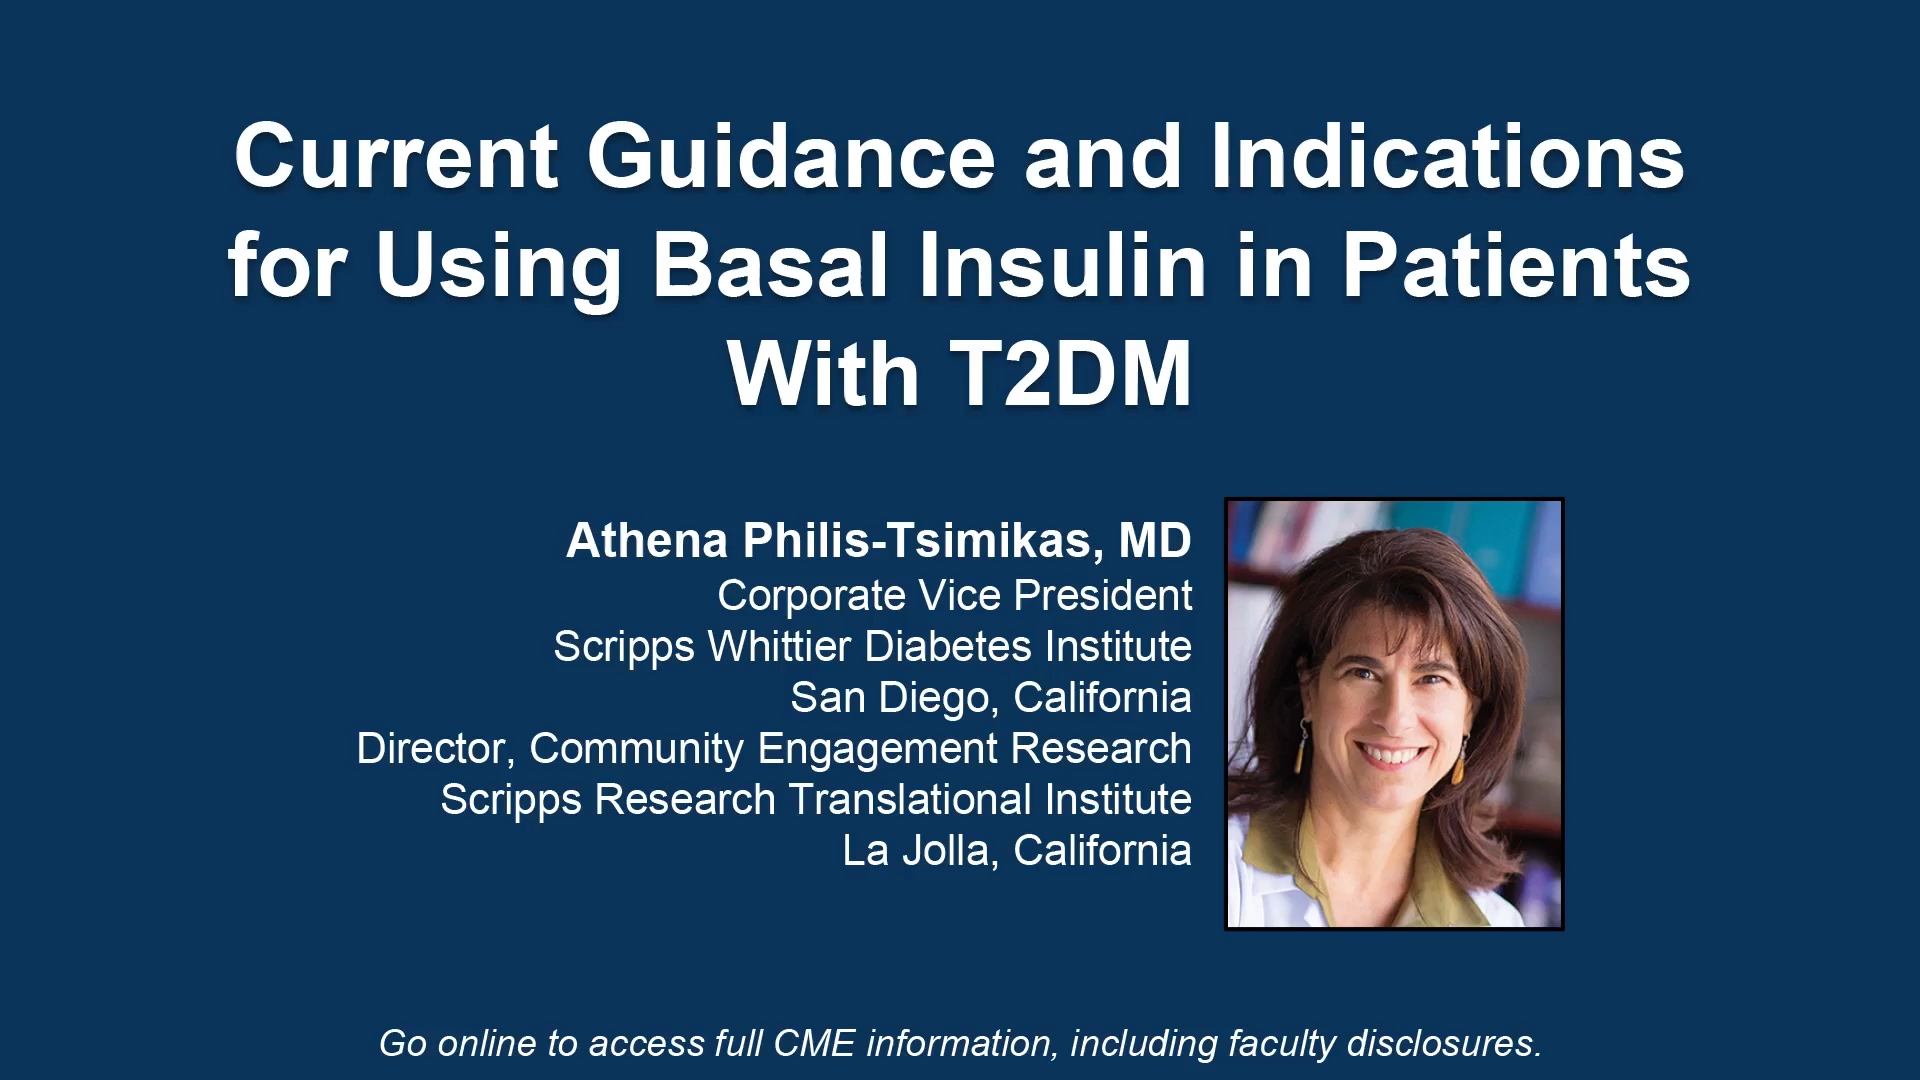 Current Guidance and Indications
for Using Basal Insulin in Patients
With T2DM
Athena Philis-Tsimikas, MD
Corporate Vice President
Scripps Whittier Diabetes Institute
San Diego, California
Director, Community Engagement Research
Scripps Research Translational Institute
La Jolla, California
Go online to access full CME information, including faculty disclosures.